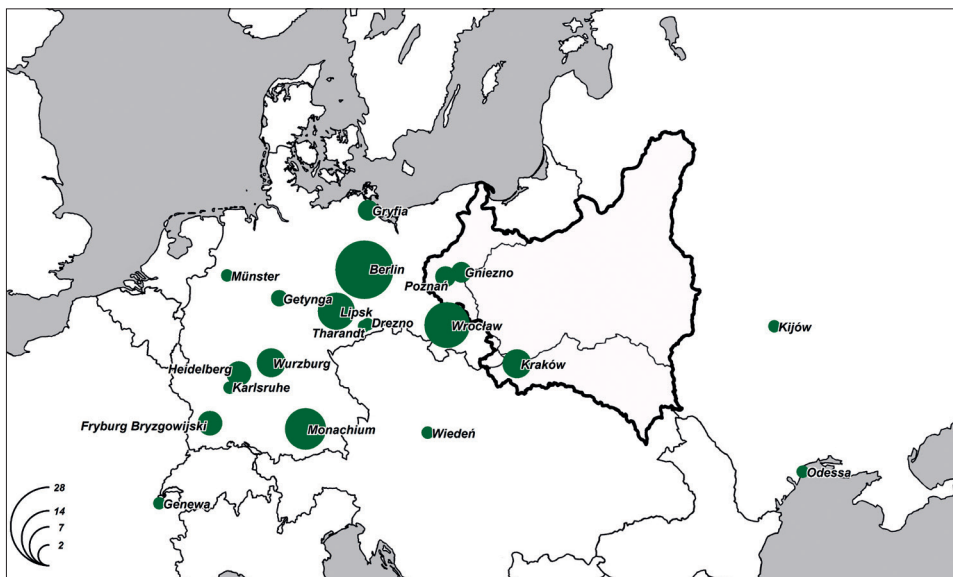 Gryfia
Berlin
Gniezno
Poznań
Münster
Getynga
Lipsk
Drezno
Tharandt
Wrocław
Kijów
Heidelberg
Wurzburg
Kraków
Karlsruhe
Fryburg Bryzgowijski
Monachium
Wiedeń
Odessa
Genewa
28
14
7
2